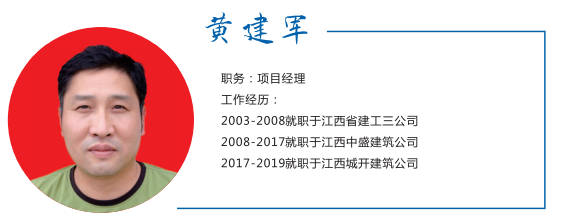 黄建军
职务：项目经理
工作经历：
2003-2008就职于江西省建工三公司
2008-2017就职于江西中盛建筑公司
2017-2019就职于江西城开建筑公司